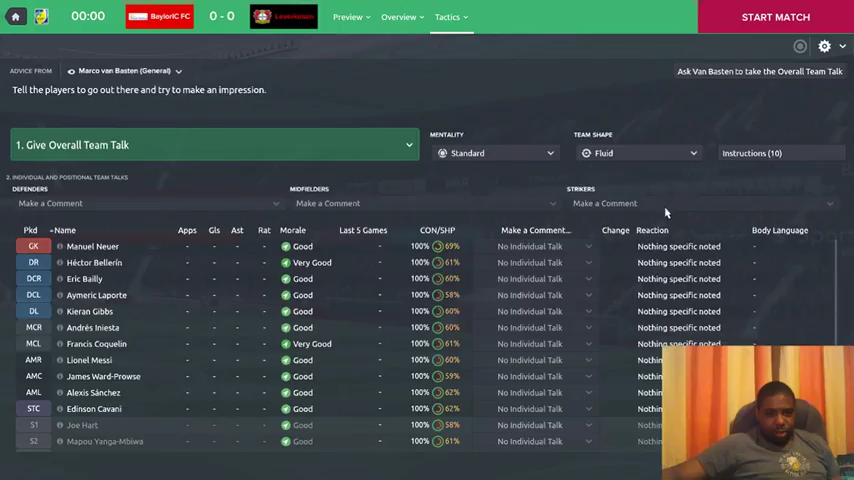 00:00 BaylorIC FC 0 - 0 Leverkusen Preview Overview Tactics START MATCH
ADVICE FROM Marco van Basten (General) Ask Van Basten to take the Overall Team Talk
Tell the players to go out there and try to make an impression.
MENTALITY TEAM SHAPE
1. Give Overall Team Talk Standard Fluid Instructions (10)
2. INDIVIDUAL AND POSITIONAL TEAM TALKS
DEFENDERS MIDFIELDERS STRIKERS
Make a Comment Make a Comment Make a Comment
Pkd Name Apps Gls Ast Rat Morale Last 5 Games CON/SHP Make a Comment... Change Reaction Body Language
GK Manuel Neuer - - - - Good - 100% 69% No Individual Talk Nothing specific noted -
DR Héctor Bellerín - - - - Very Good - 100% 61% No Individual Talk Nothing specific noted -
DCR Eric Bailly - - - - Good - 100% 60% No Individual Talk Nothing specific noted -
DCL Aymeric Laporte - - - - Good - 100% 58% No Individual Talk Nothing specific noted -
DL Kieran Gibbs - - - - Good - 100% 60% No Individual Talk Nothing specific noted -
MCR Andrés Iniesta - - - - Good - 100% 60% No Individual Talk Nothing specific noted -
MCL Francis Coquelin - - - - Very Good - 100% 61% No Individual Talk Nothing specific noted -
AMR Lionel Messi - - - - Good - 100% 60% No Individual Talk Nothin
AMC James Ward-Prowse - - - - Good - 100% 59% No Individual Talk Nothin
AML Alexis Sánchez - - - - Good - 100% 62% No Individual Talk Nothin
STC Edinson Cavani - - - - Good - 100% 62% No Individual Talk Nothin
S1 Joe Hart - - - - Good - 100% 58% No Individual Talk Nothin
S2 Mapou Yanga-Mbiwa - - - - Good - 100% 61% No Individual Talk Nothin